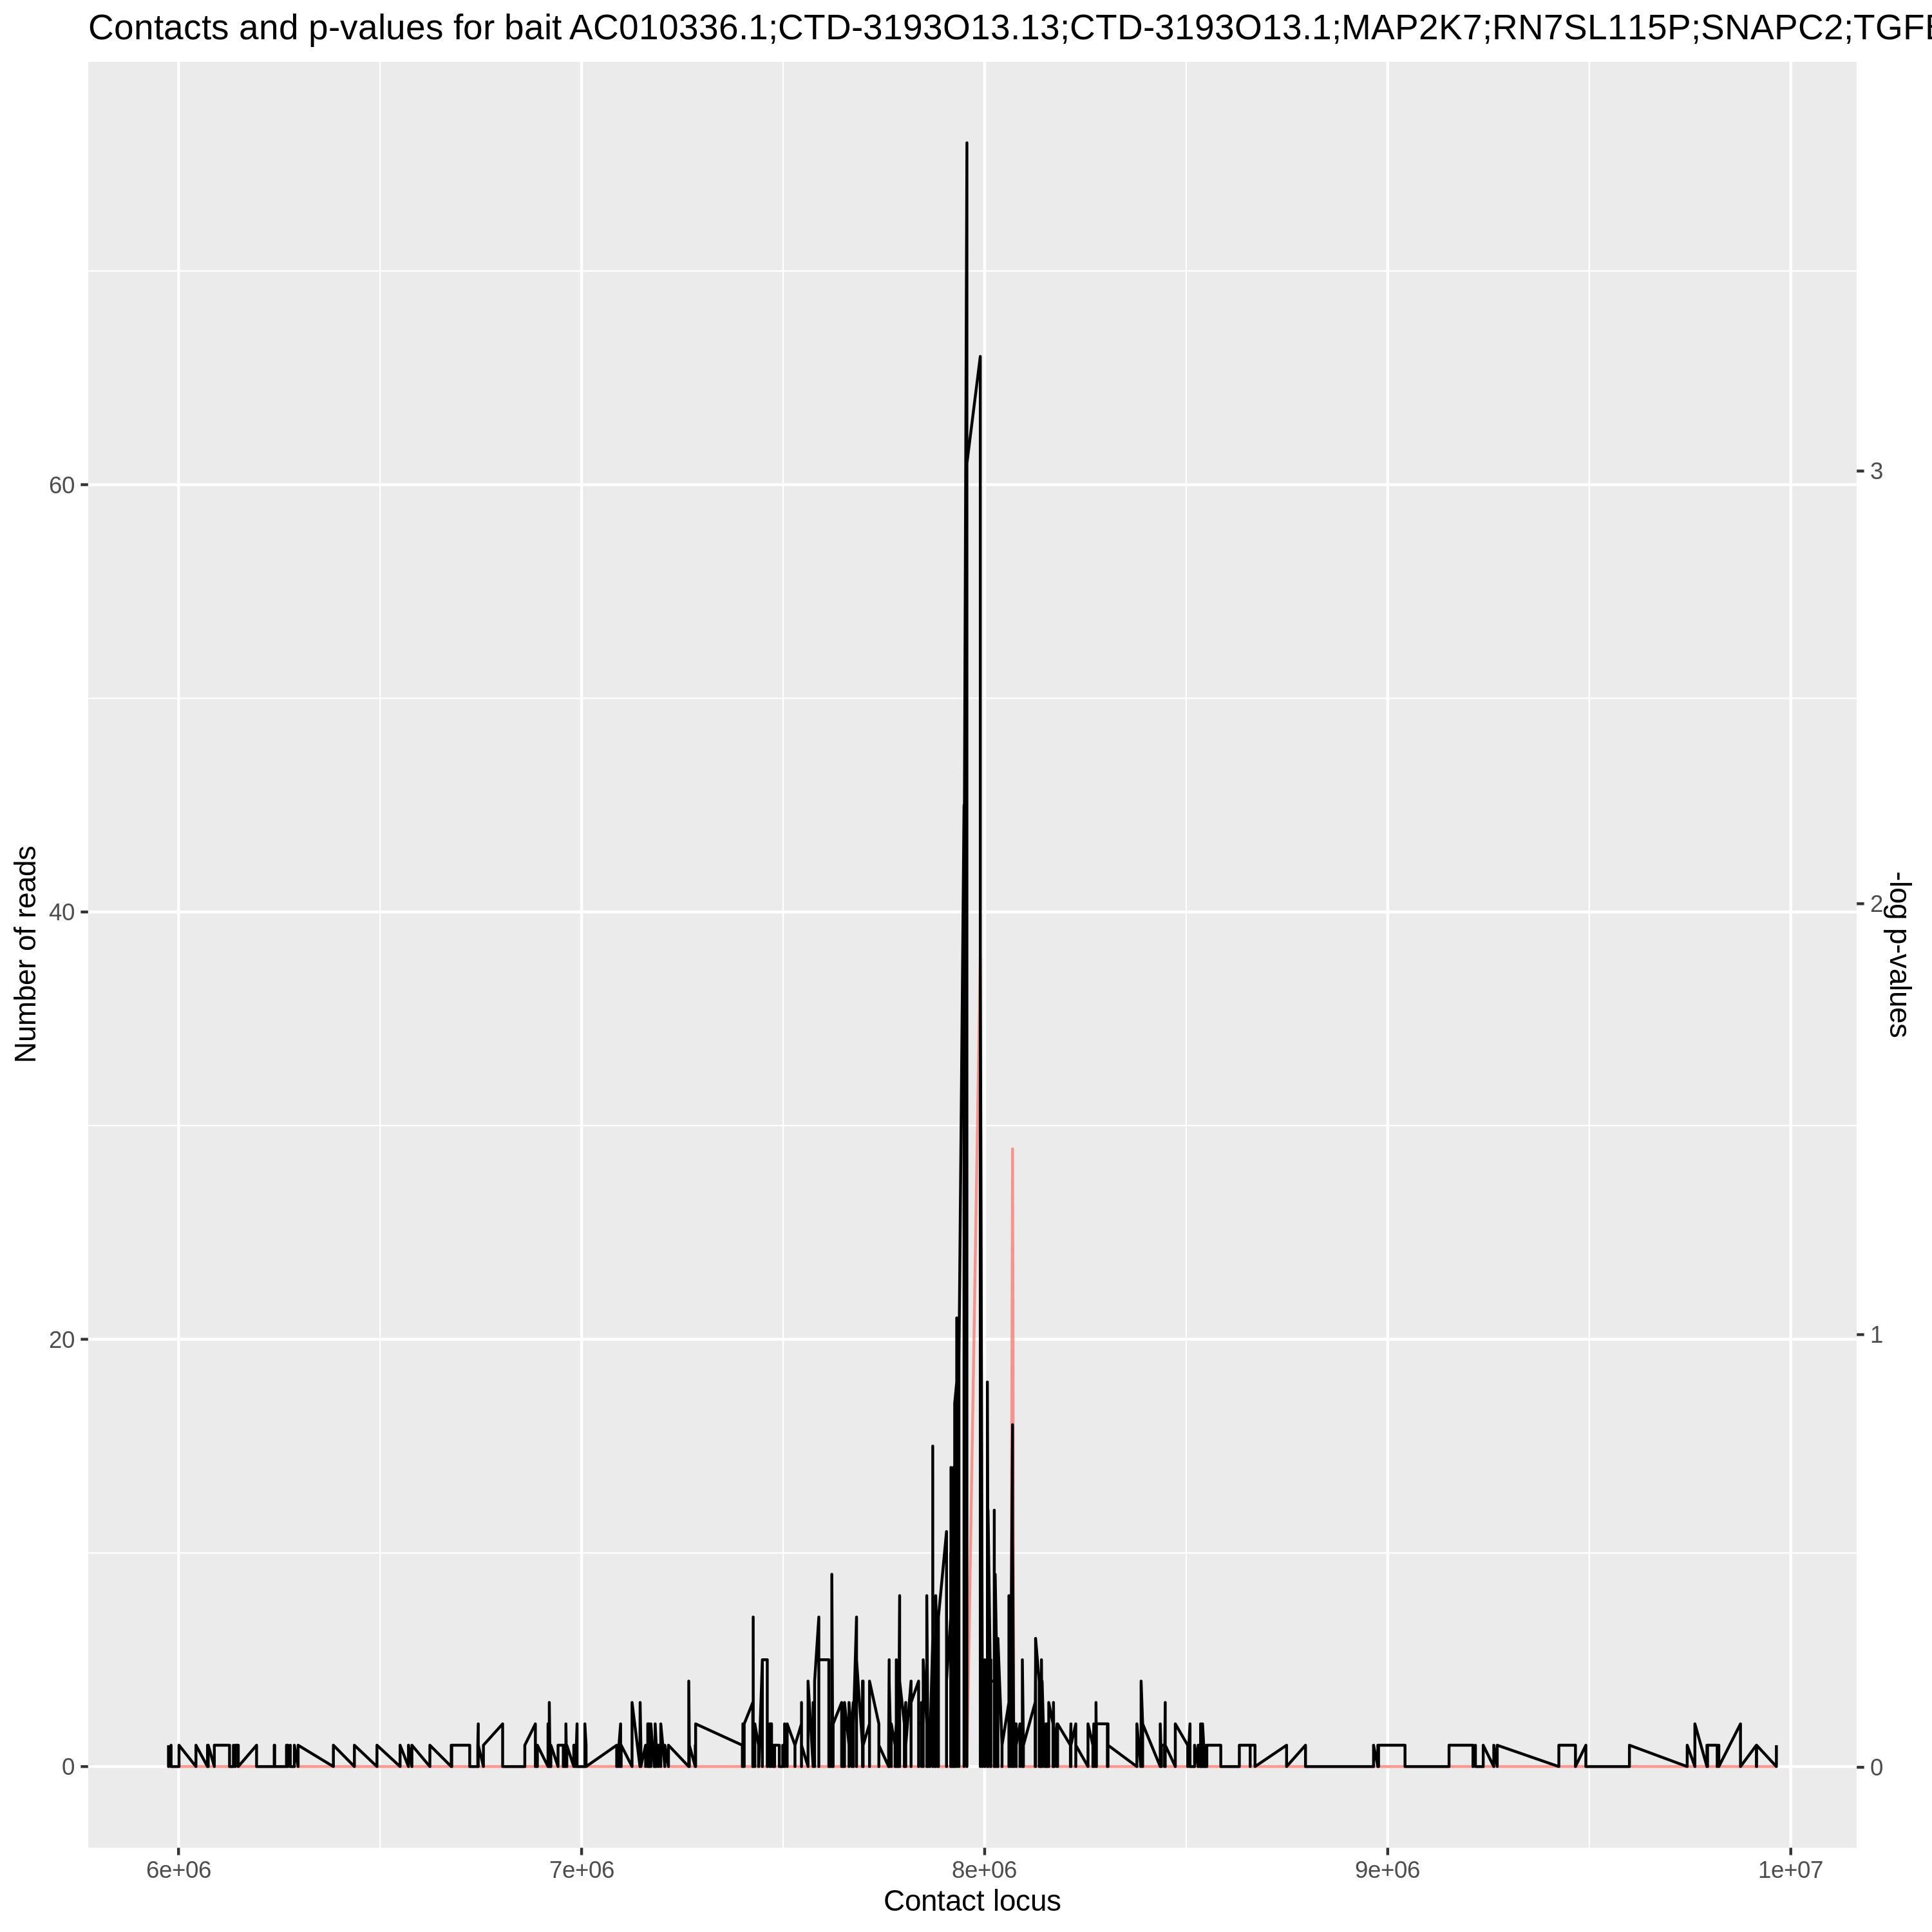 Contacts and p-values for bait AC010336.1;CTD-3193O13.13;CTD-3193O13.1;MAP2K7;RN7SL115P;SNAPC2;TGF
Number of reads
60
40
20
0
3
2
1
0
-log p-values
6e+06 7e+06 8e+06 9e+06 1e+07
Contact locus